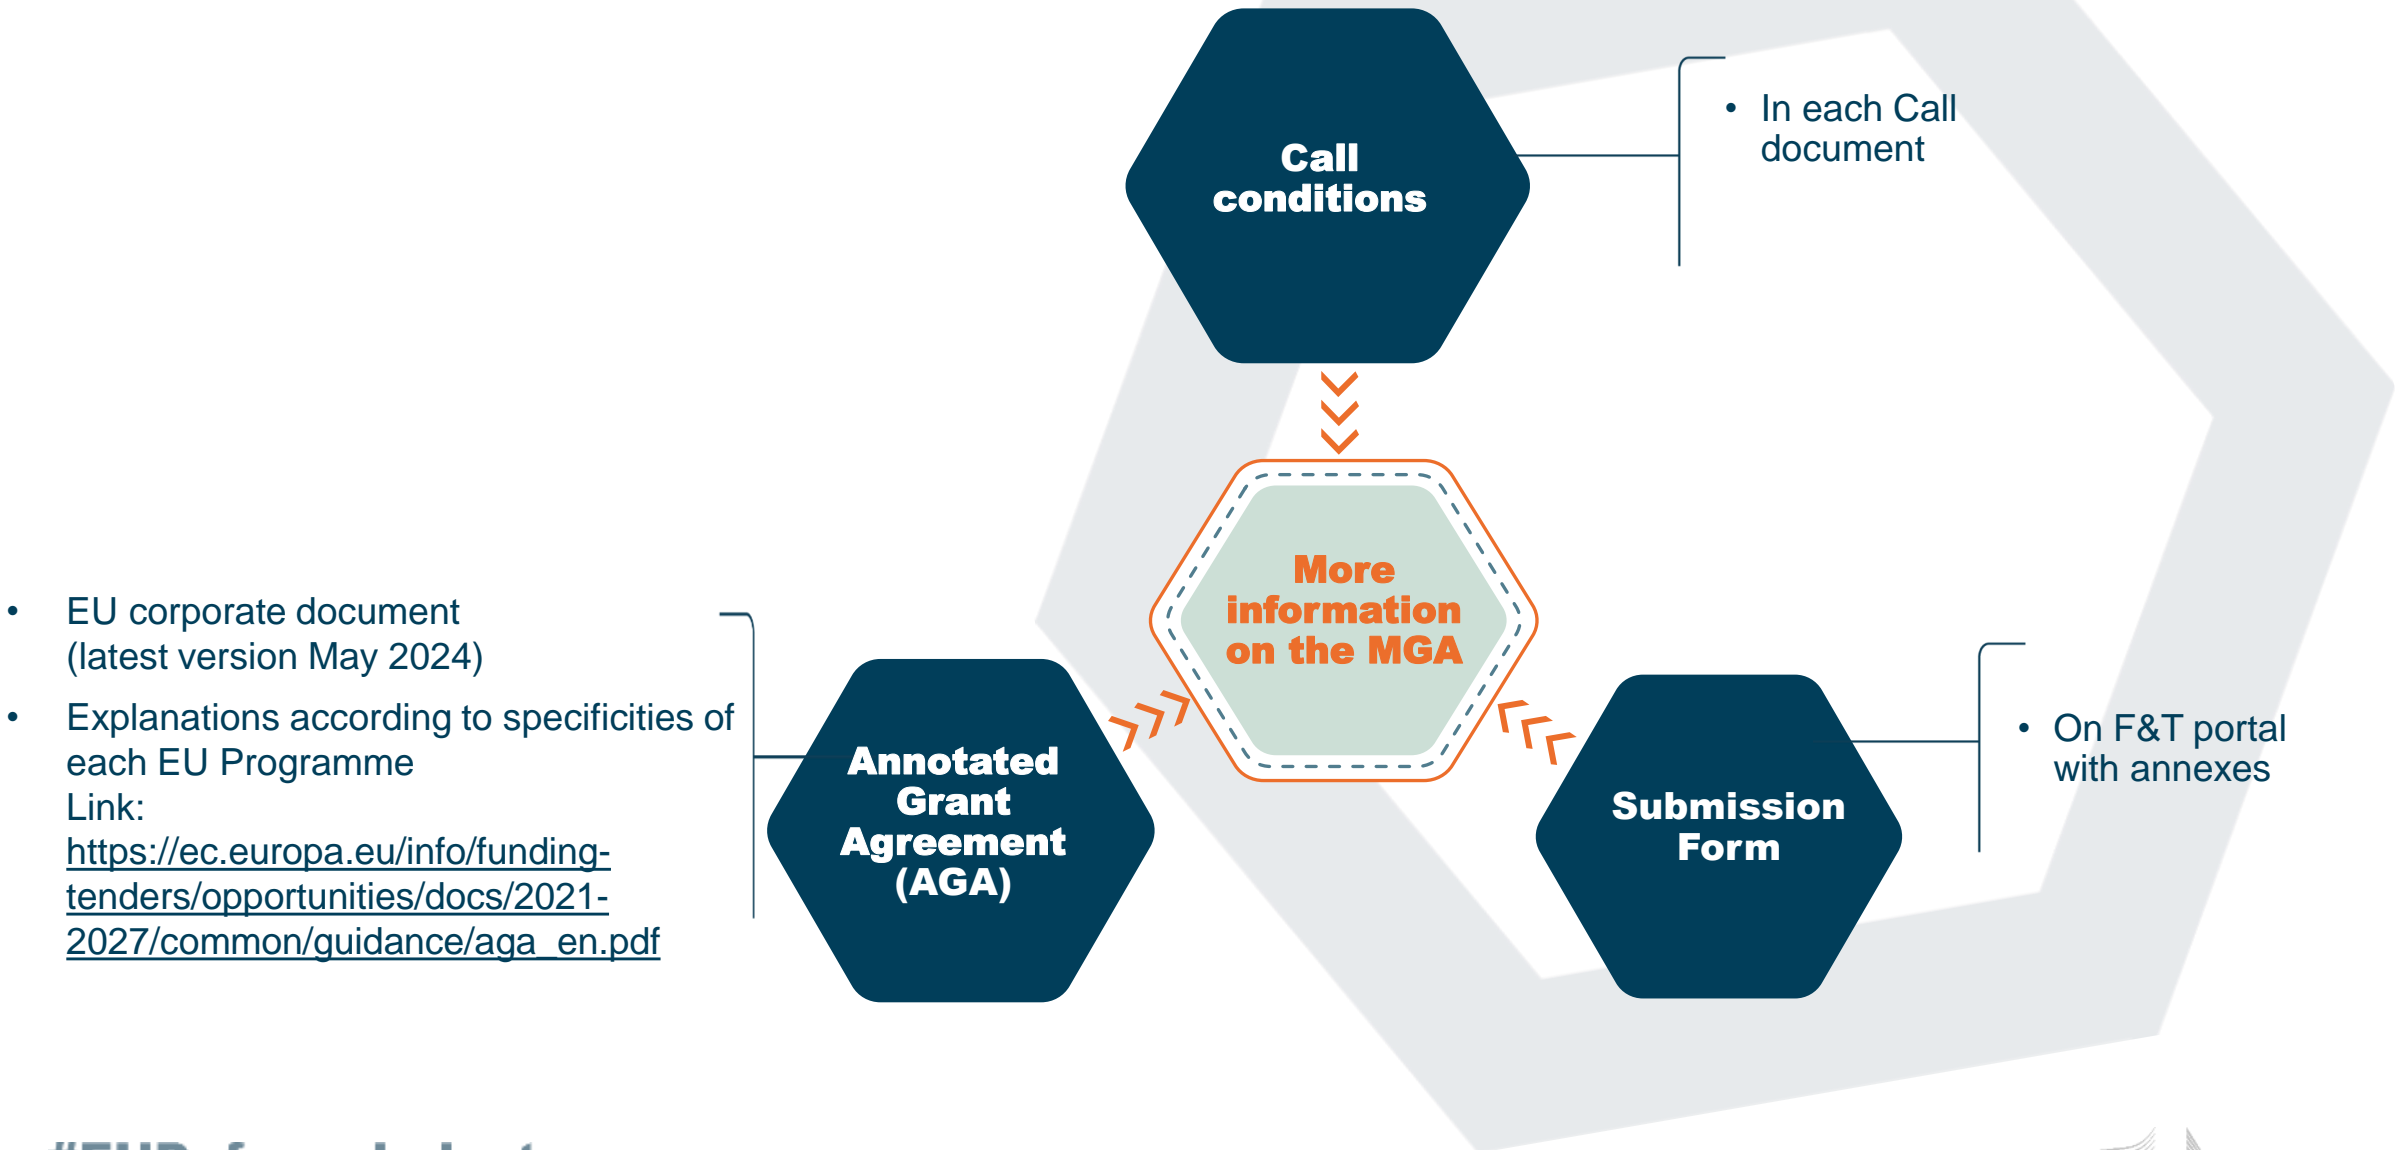 Call
conditions
• In each Call
document
More
information
on the MGA
• EU corporate document
(latest version May 2024)
• Explanations according to specificities of
each EU Programme
Link:
https://ec.europa.eu/info/funding-
tenders/opportunities/docs/2021-
2027/common/guidance/aga_en.pdf
Annotated
Grant
Agreement
(AGA)
Submission
Form
• On F&T portal
with annexes